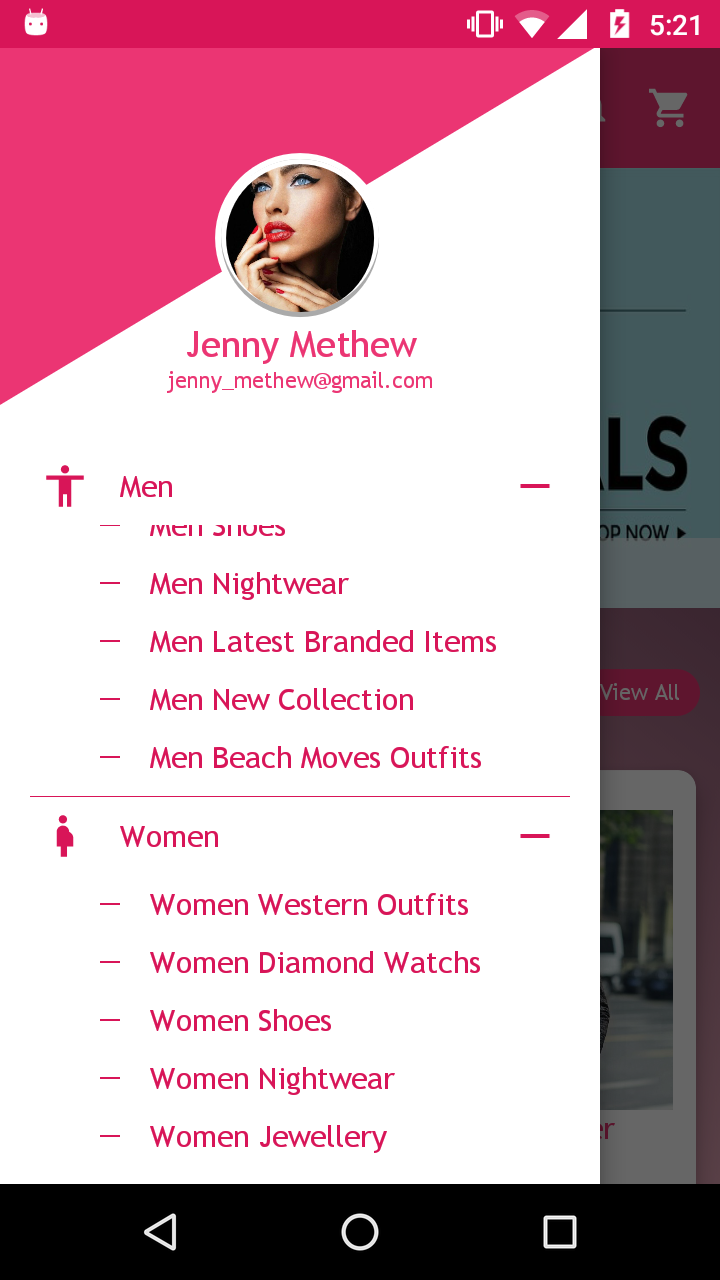 5:21
Jenny Methew
jenny_methew@gmail.com
Men
Men Shoes
Men Nightwear
Men Latest Branded Items
Men New Collection
Men Beach Moves Outfits
Women
Women Western Outfits
Women Diamond Watchs
Women Shoes
Women Nightwear
Women Jewellery
ALS
OP NOW
View All
er